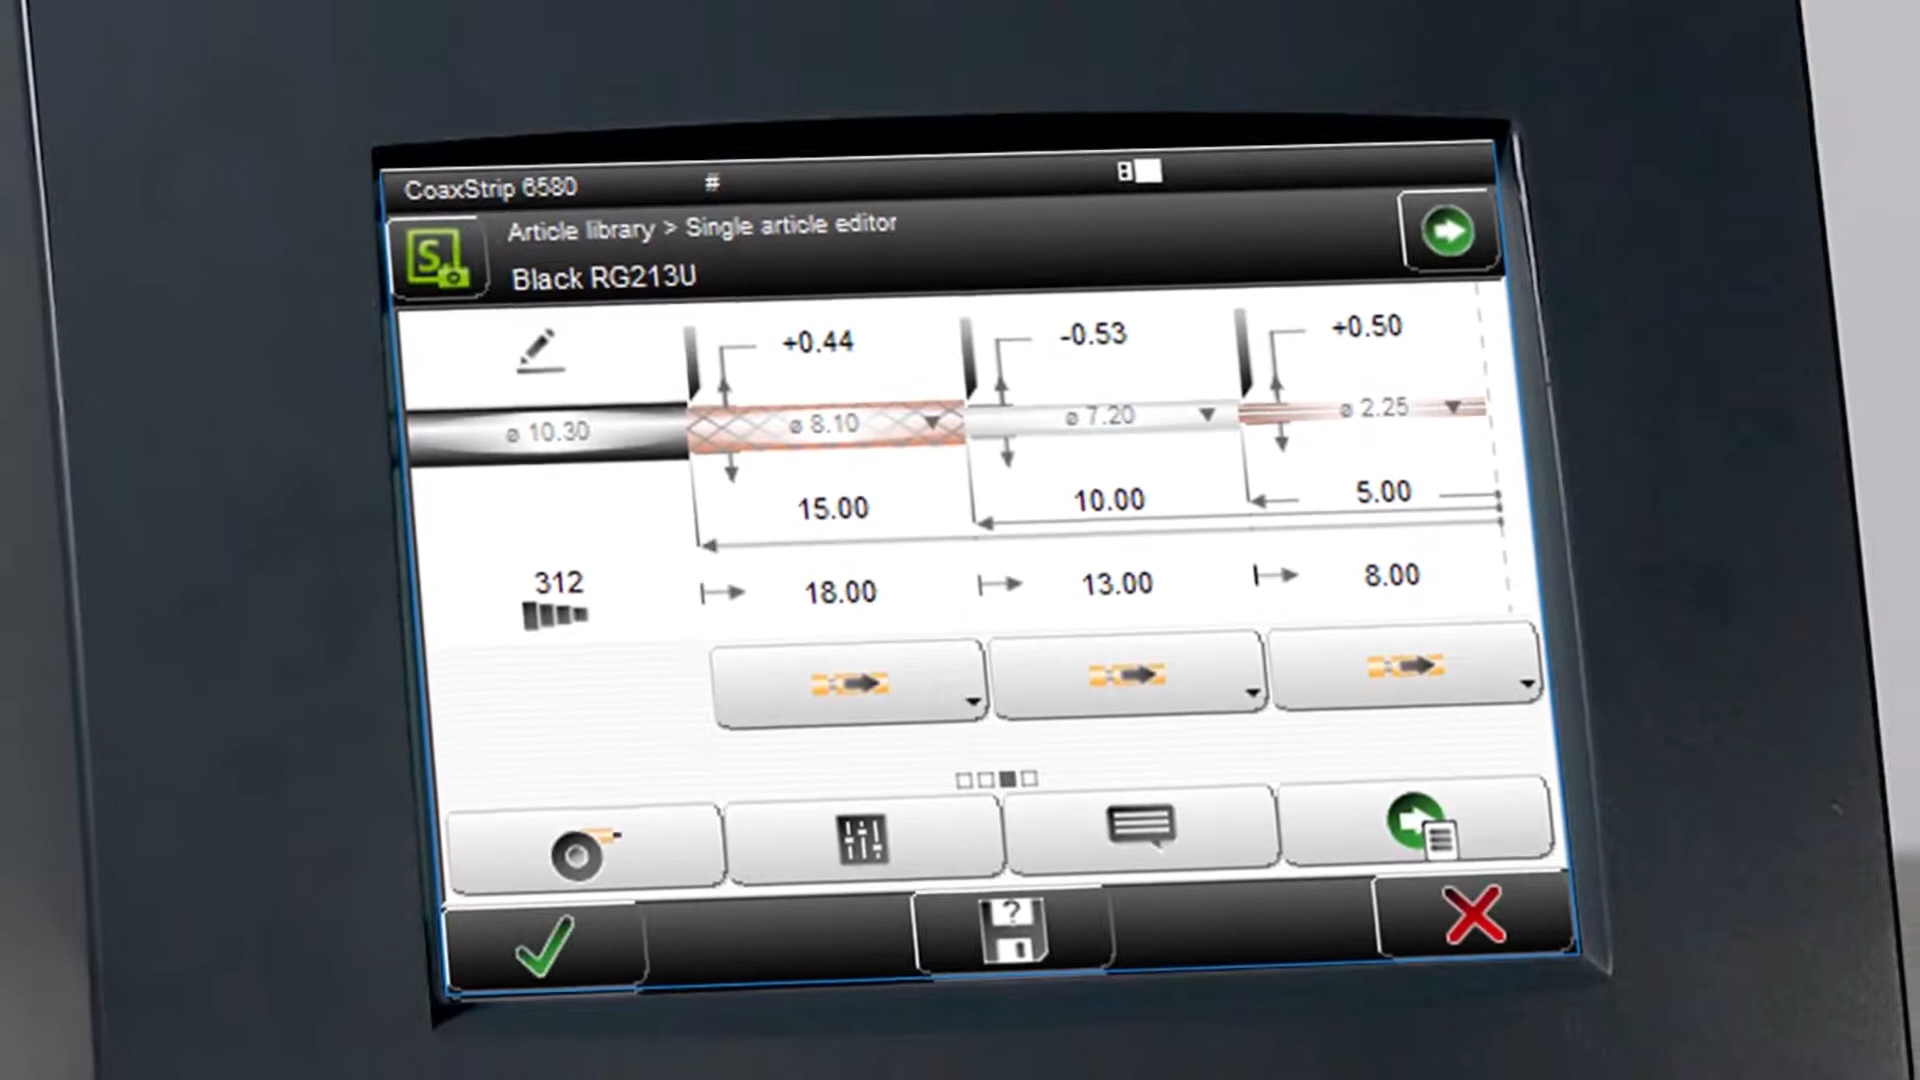 CoaxStrip 6580 #
S Article library > Single article editor
Black RG213U
+0.44 -0.53 +0.50
ø 10.30 ø 8.10 ø 7.20 ø 2.25
15.00 10.00 5.00
312 18.00 13.00 8.00
?